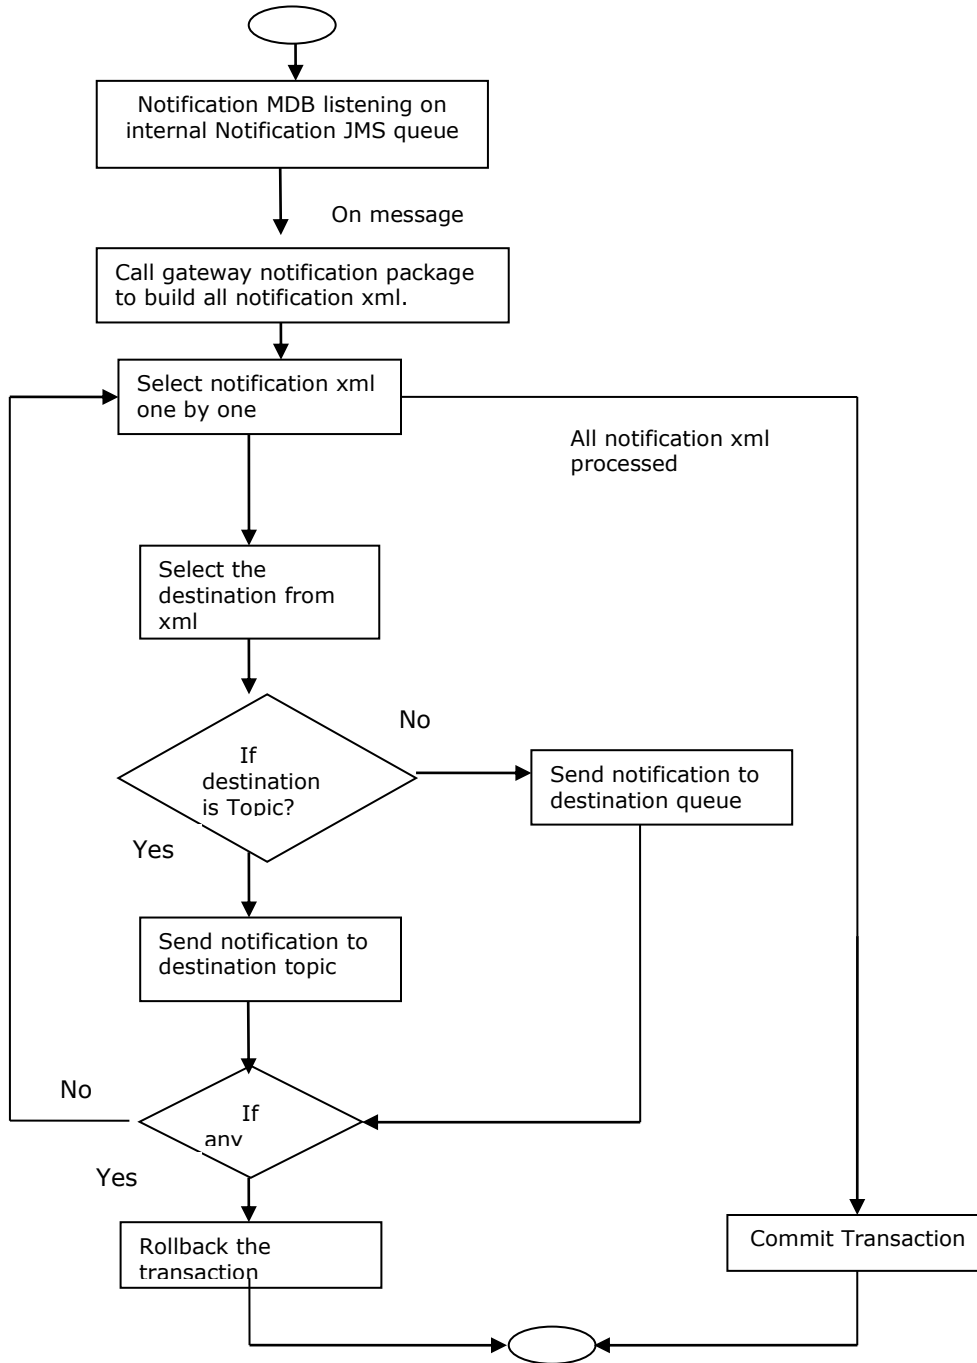 Notification MDB listening on
internal Notification JMS queue
On message
Call gateway notification package
to build all notification xml.
Select notification xml
one by one
All notification xml
processed
Select the
destination from
xml
No
If
destination
is Topic?
Send notification to
destination queue
Yes
Send notification to
destination topic
No
If
any
Yes
Rollback the
transaction
Commit Transaction